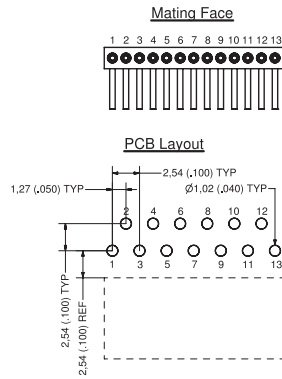 Mating Face
1 2 3 4 5 6 7 8 9 10 11 12 13
PCB Layout
2,54 (.100) TYP
1,27 (.050) TYP
Ø1,02 (.040) TYP
2 4 6 8 10 12
1 3 5 7 9 11 13
2,54 (.100) TYP
2,54 (.100) REF